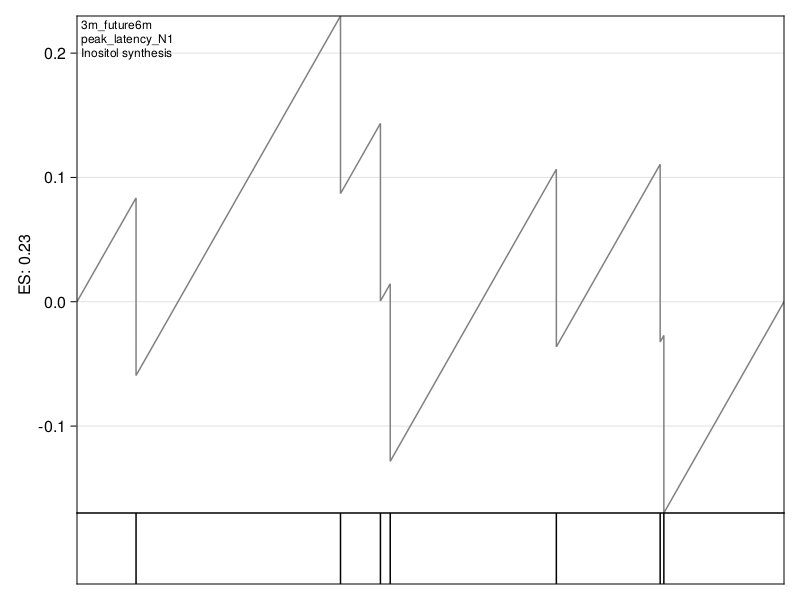 3m_future6m
peak_latency_N1
Inositol synthesis
0.2
0.1
0.0
-0.1
ES: 0.23